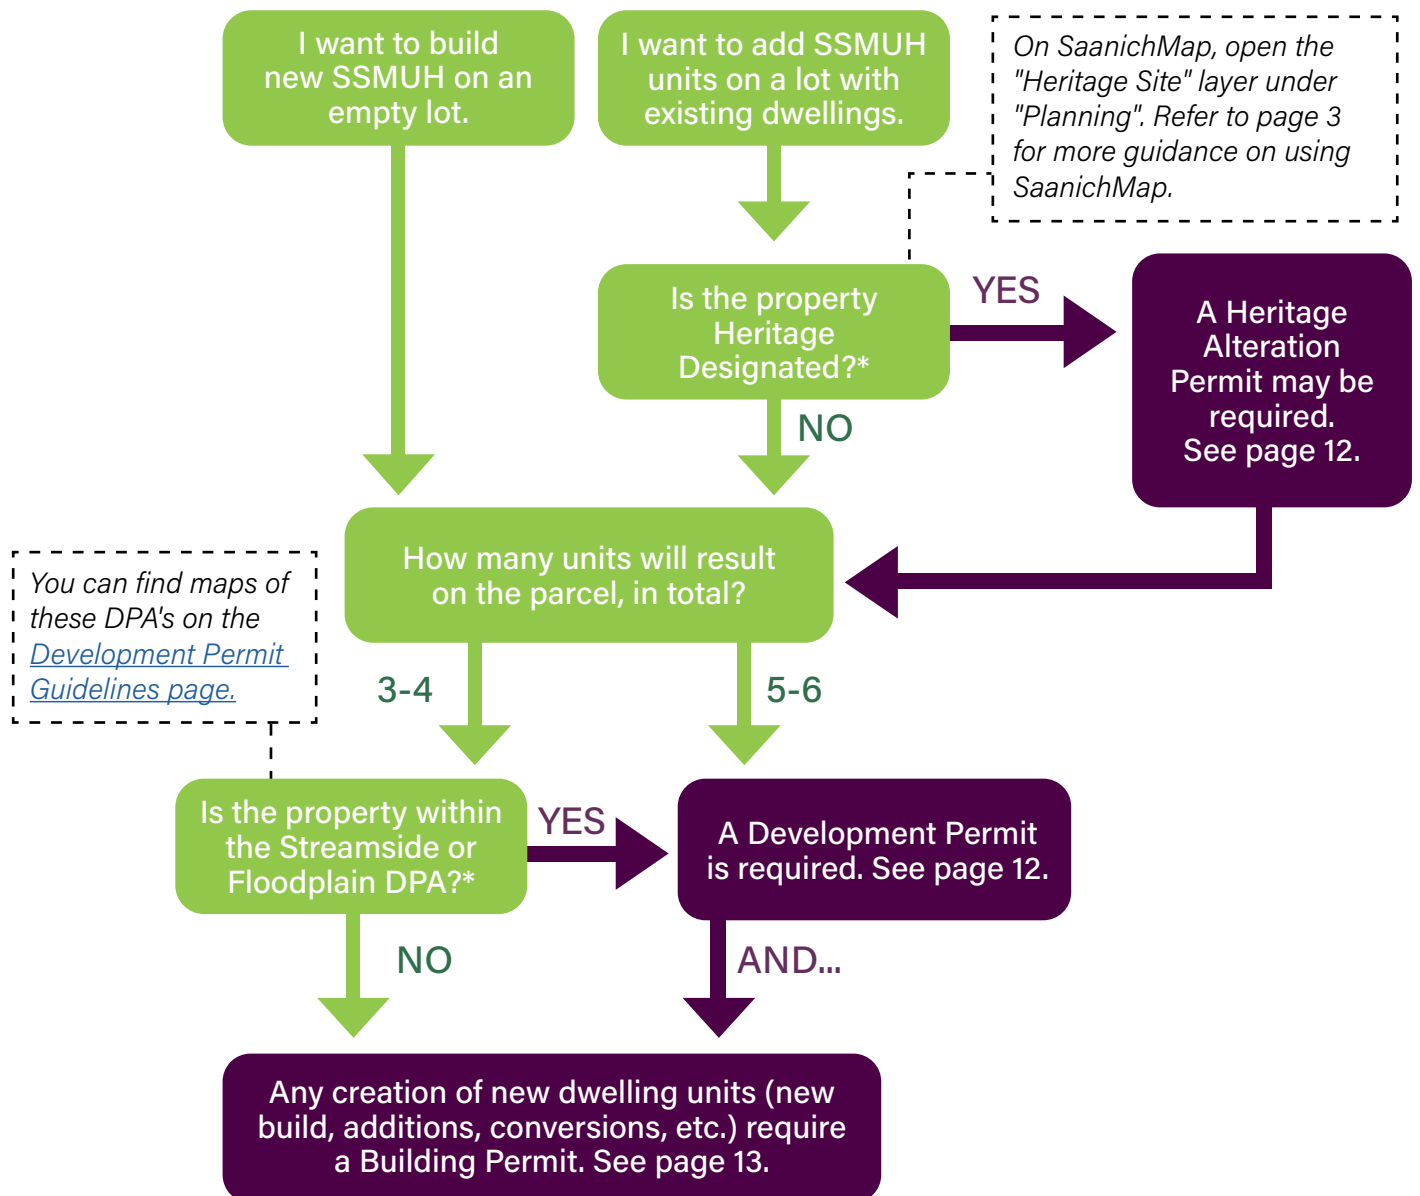 I want to build
new SSMUH on an
empty lot.
I want to add SSMUH
units on a lot with
existing dwellings.
On SaanichMap, open the
"Heritage Site" layer under
"Planning". Refer to page 3
for more guidance on using
SaanichMap.
Is the property
Heritage
Designated?*
YES
A Heritage
Alteration
Permit may be
required.
See page 12.
NO
How many units will result
on the parcel, in total?
You can find maps of
these DPA's on the
Development Permit
Guidelines page.
3-4
5-6
Is the property within
the Streamside or
Floodplain DPA?*
YES
A Development Permit
is required. See page 12.
NO
AND...
Any creation of new dwelling units (new
build, additions, conversions, etc.) require
a Building Permit. See page 13.